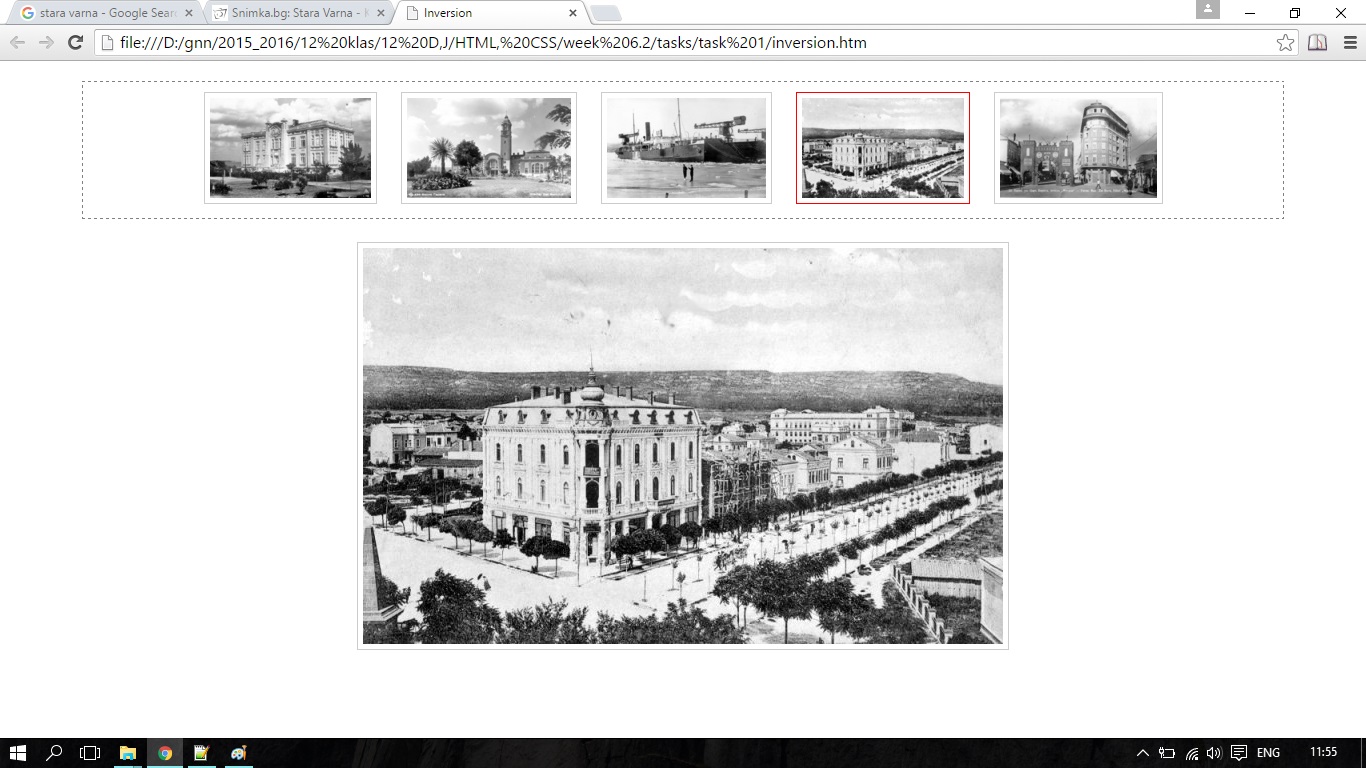 stara varna - Google Sear
Snimka.bg: Stara Varna - К
Inversion
file:///D:/gnn/2015_2016/12%20klas/12%20D,J/HTML,%20CSS/week%206.2/tasks/task%201/inversion.htm
ENG
11:55